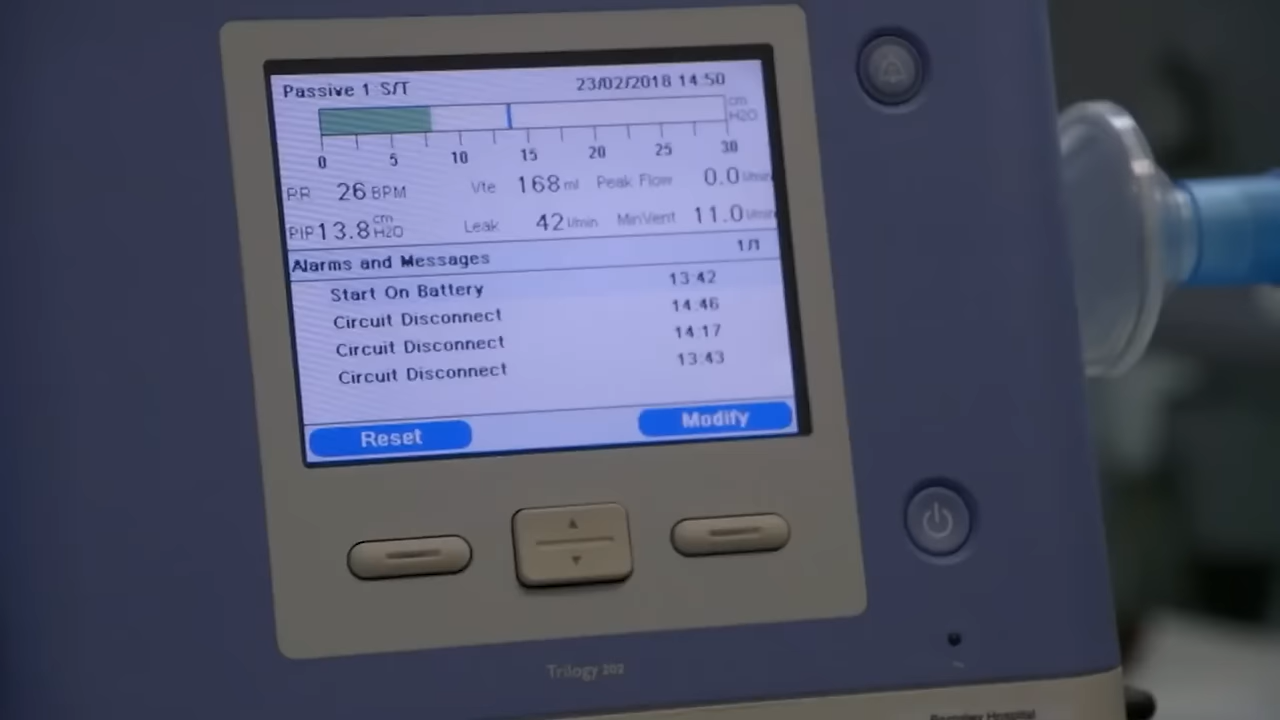 Passive 1 S/T 23/02/2018 14:50
cm H2O
0 5 10 15 20 25 30
RR 26 BPM Vte 168 ml Peak Flow 0.0 l/min
PIP 13.8 cm H2O Leak 42 l/min MinVent 11.0 l/min
Alarms and Messages 1/1
Start On Battery 13:42
Circuit Disconnect 14:46
Circuit Disconnect 14:17
Circuit Disconnect 13:43
Reset Modify
Trilogy 202
Hospital